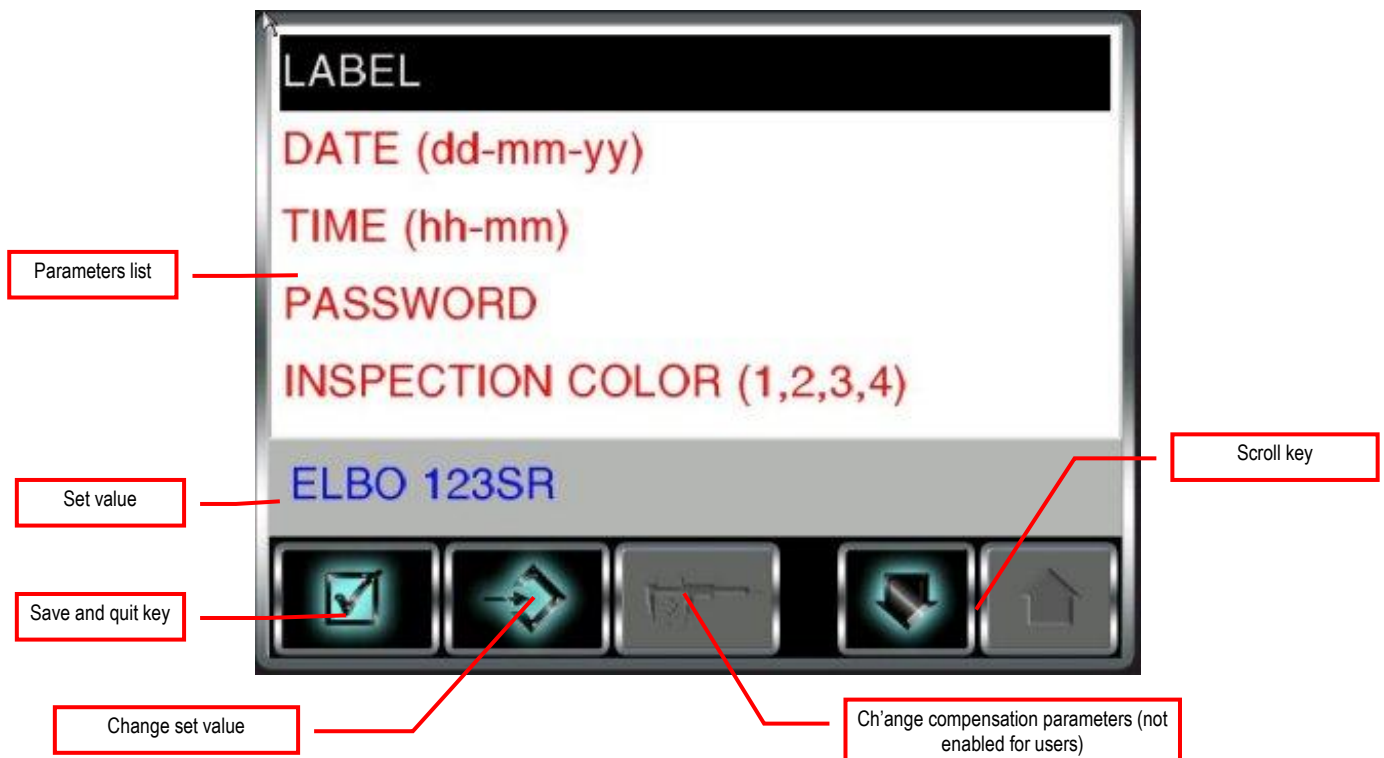 LABEL
DATE (dd-mm-yy)
TIME (hh-mm)
Parameters list
PASSWORD
INSPECTION COLOR (1,2,3,4)
Scroll key
ELBO 123SR
Set value
Save and quit key
Change set value
Ch'ange compensation parameters (not
enabled for users)